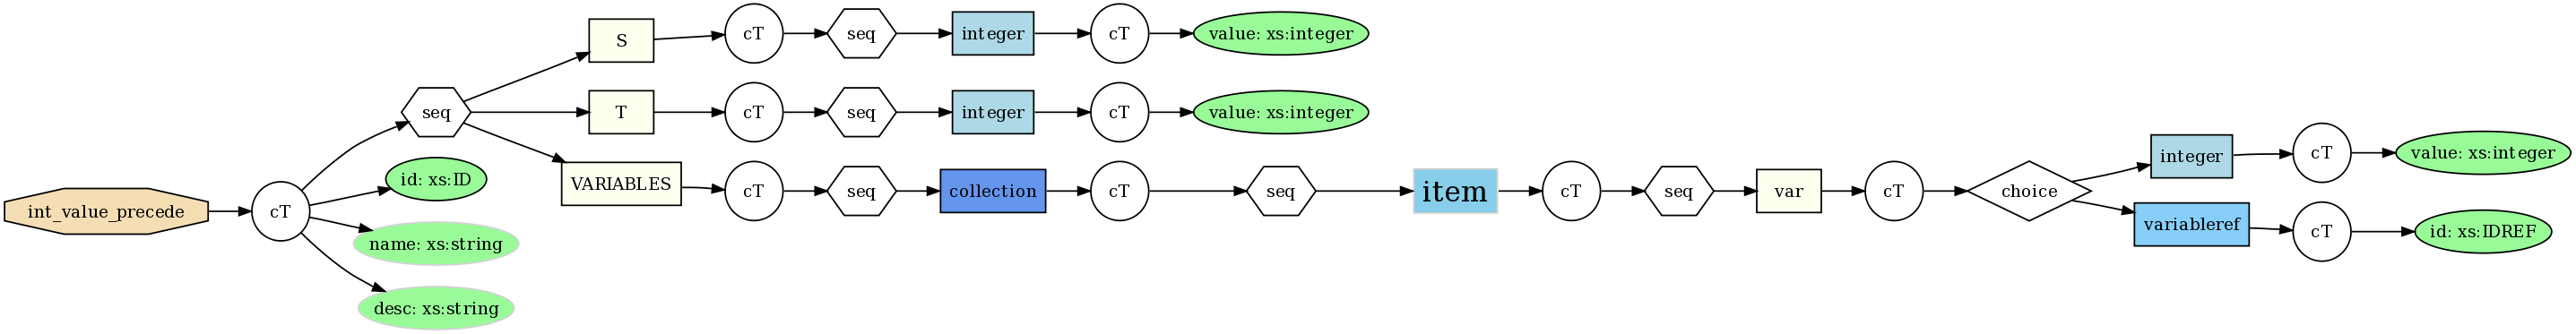 int_value_precede
cT
seq
id: xs:ID
name: xs:string
desc: xs:string
S
cT
seq
integer
cT
value: xs:integer
T
cT
seq
integer
cT
value: xs:integer
VARIABLES
cT
seq
collection
cT
seq
item
cT
seq
var
cT
choice
integer
cT
value: xs:integer
variableref
cT
id: xs:IDREF